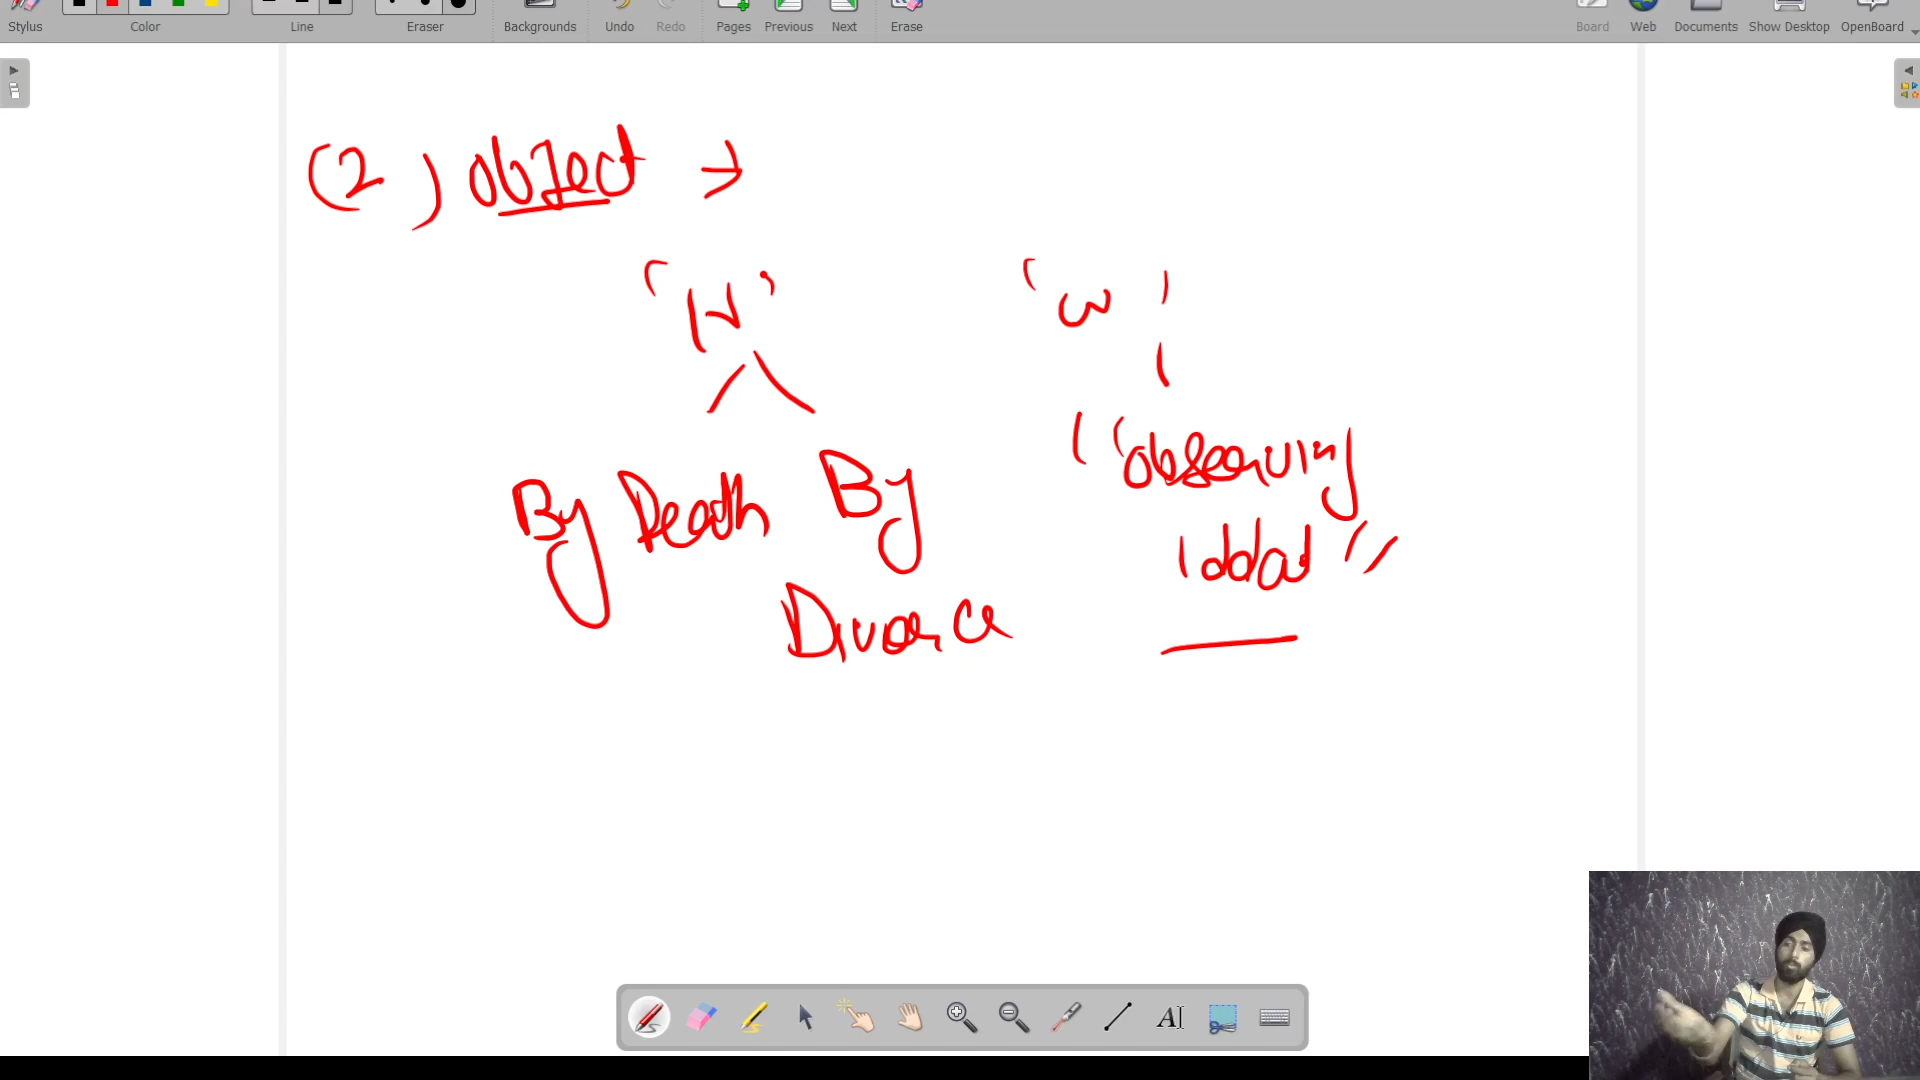 Stylus Color Line Eraser Backgrounds Undo Redo Pages Previous Next Erase Board Web Documents Show Desktop OpenBoard
(2) object →
'H' 'w'
By Death By Divorce
"observing
iddat"
AI